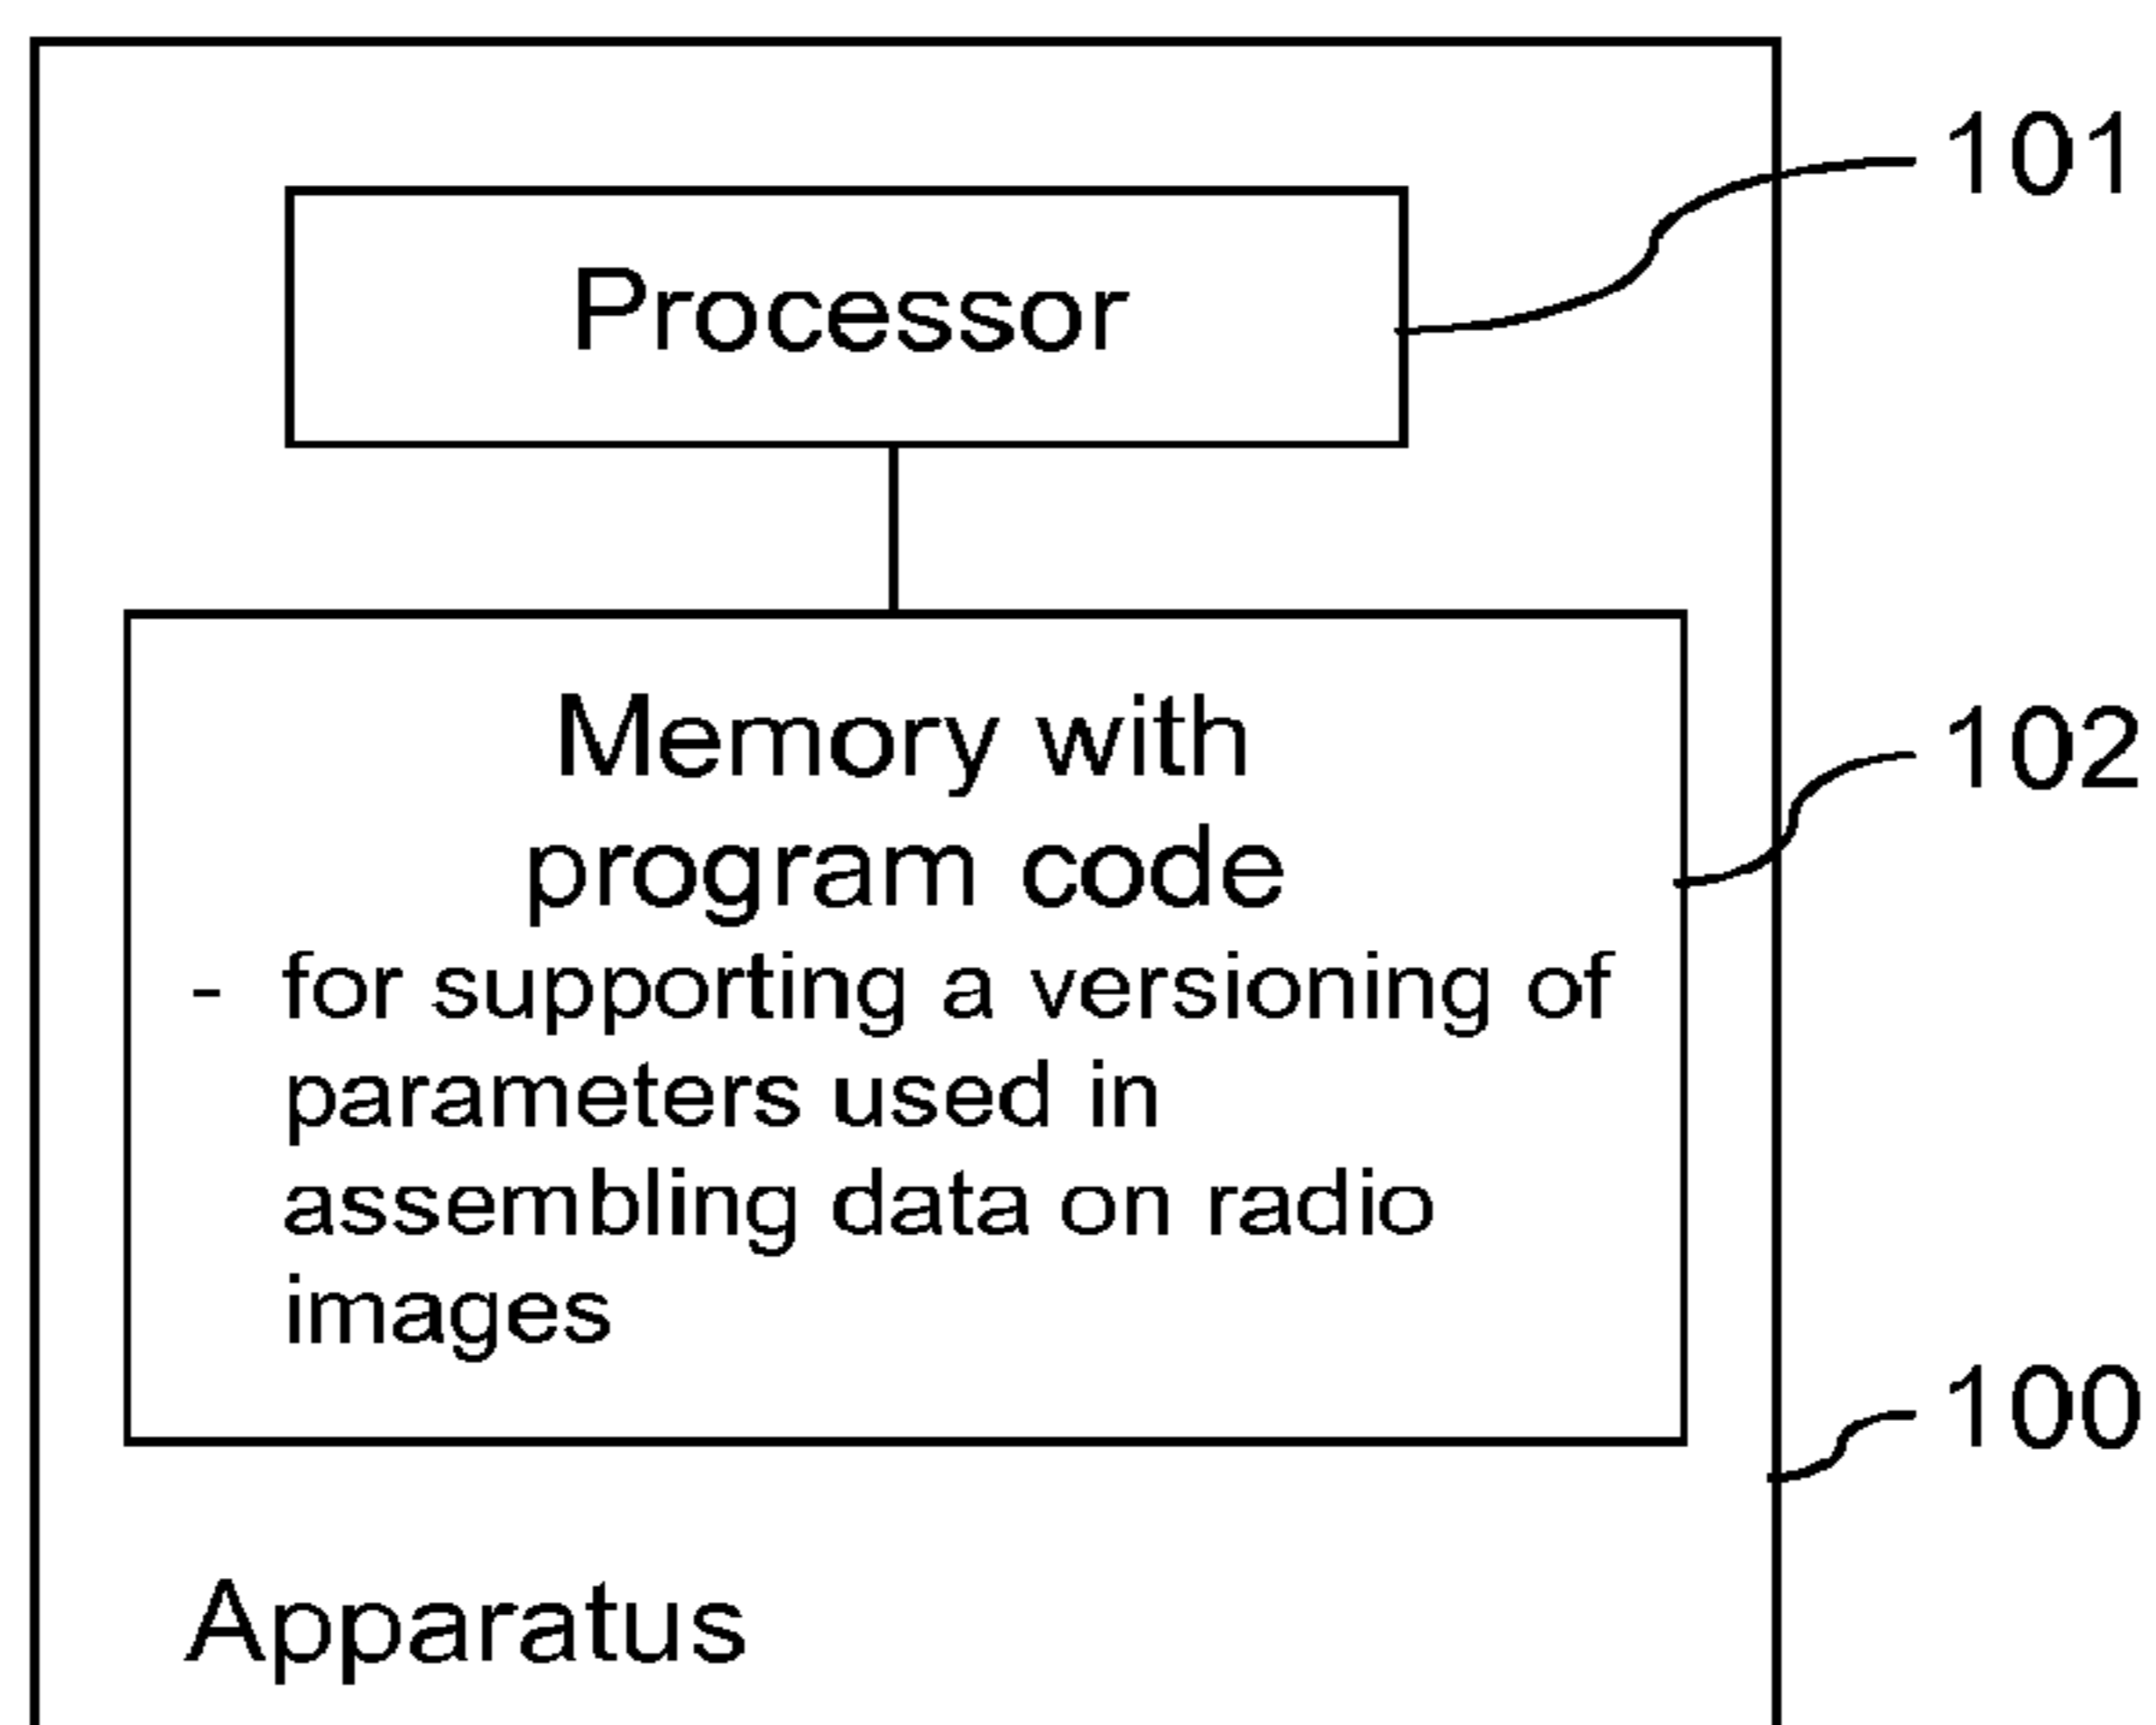 101
Processor
Memory with
102
program code
- for supporting a versioning of
parameters used in
assembling data on radio
images
100
Apparatus